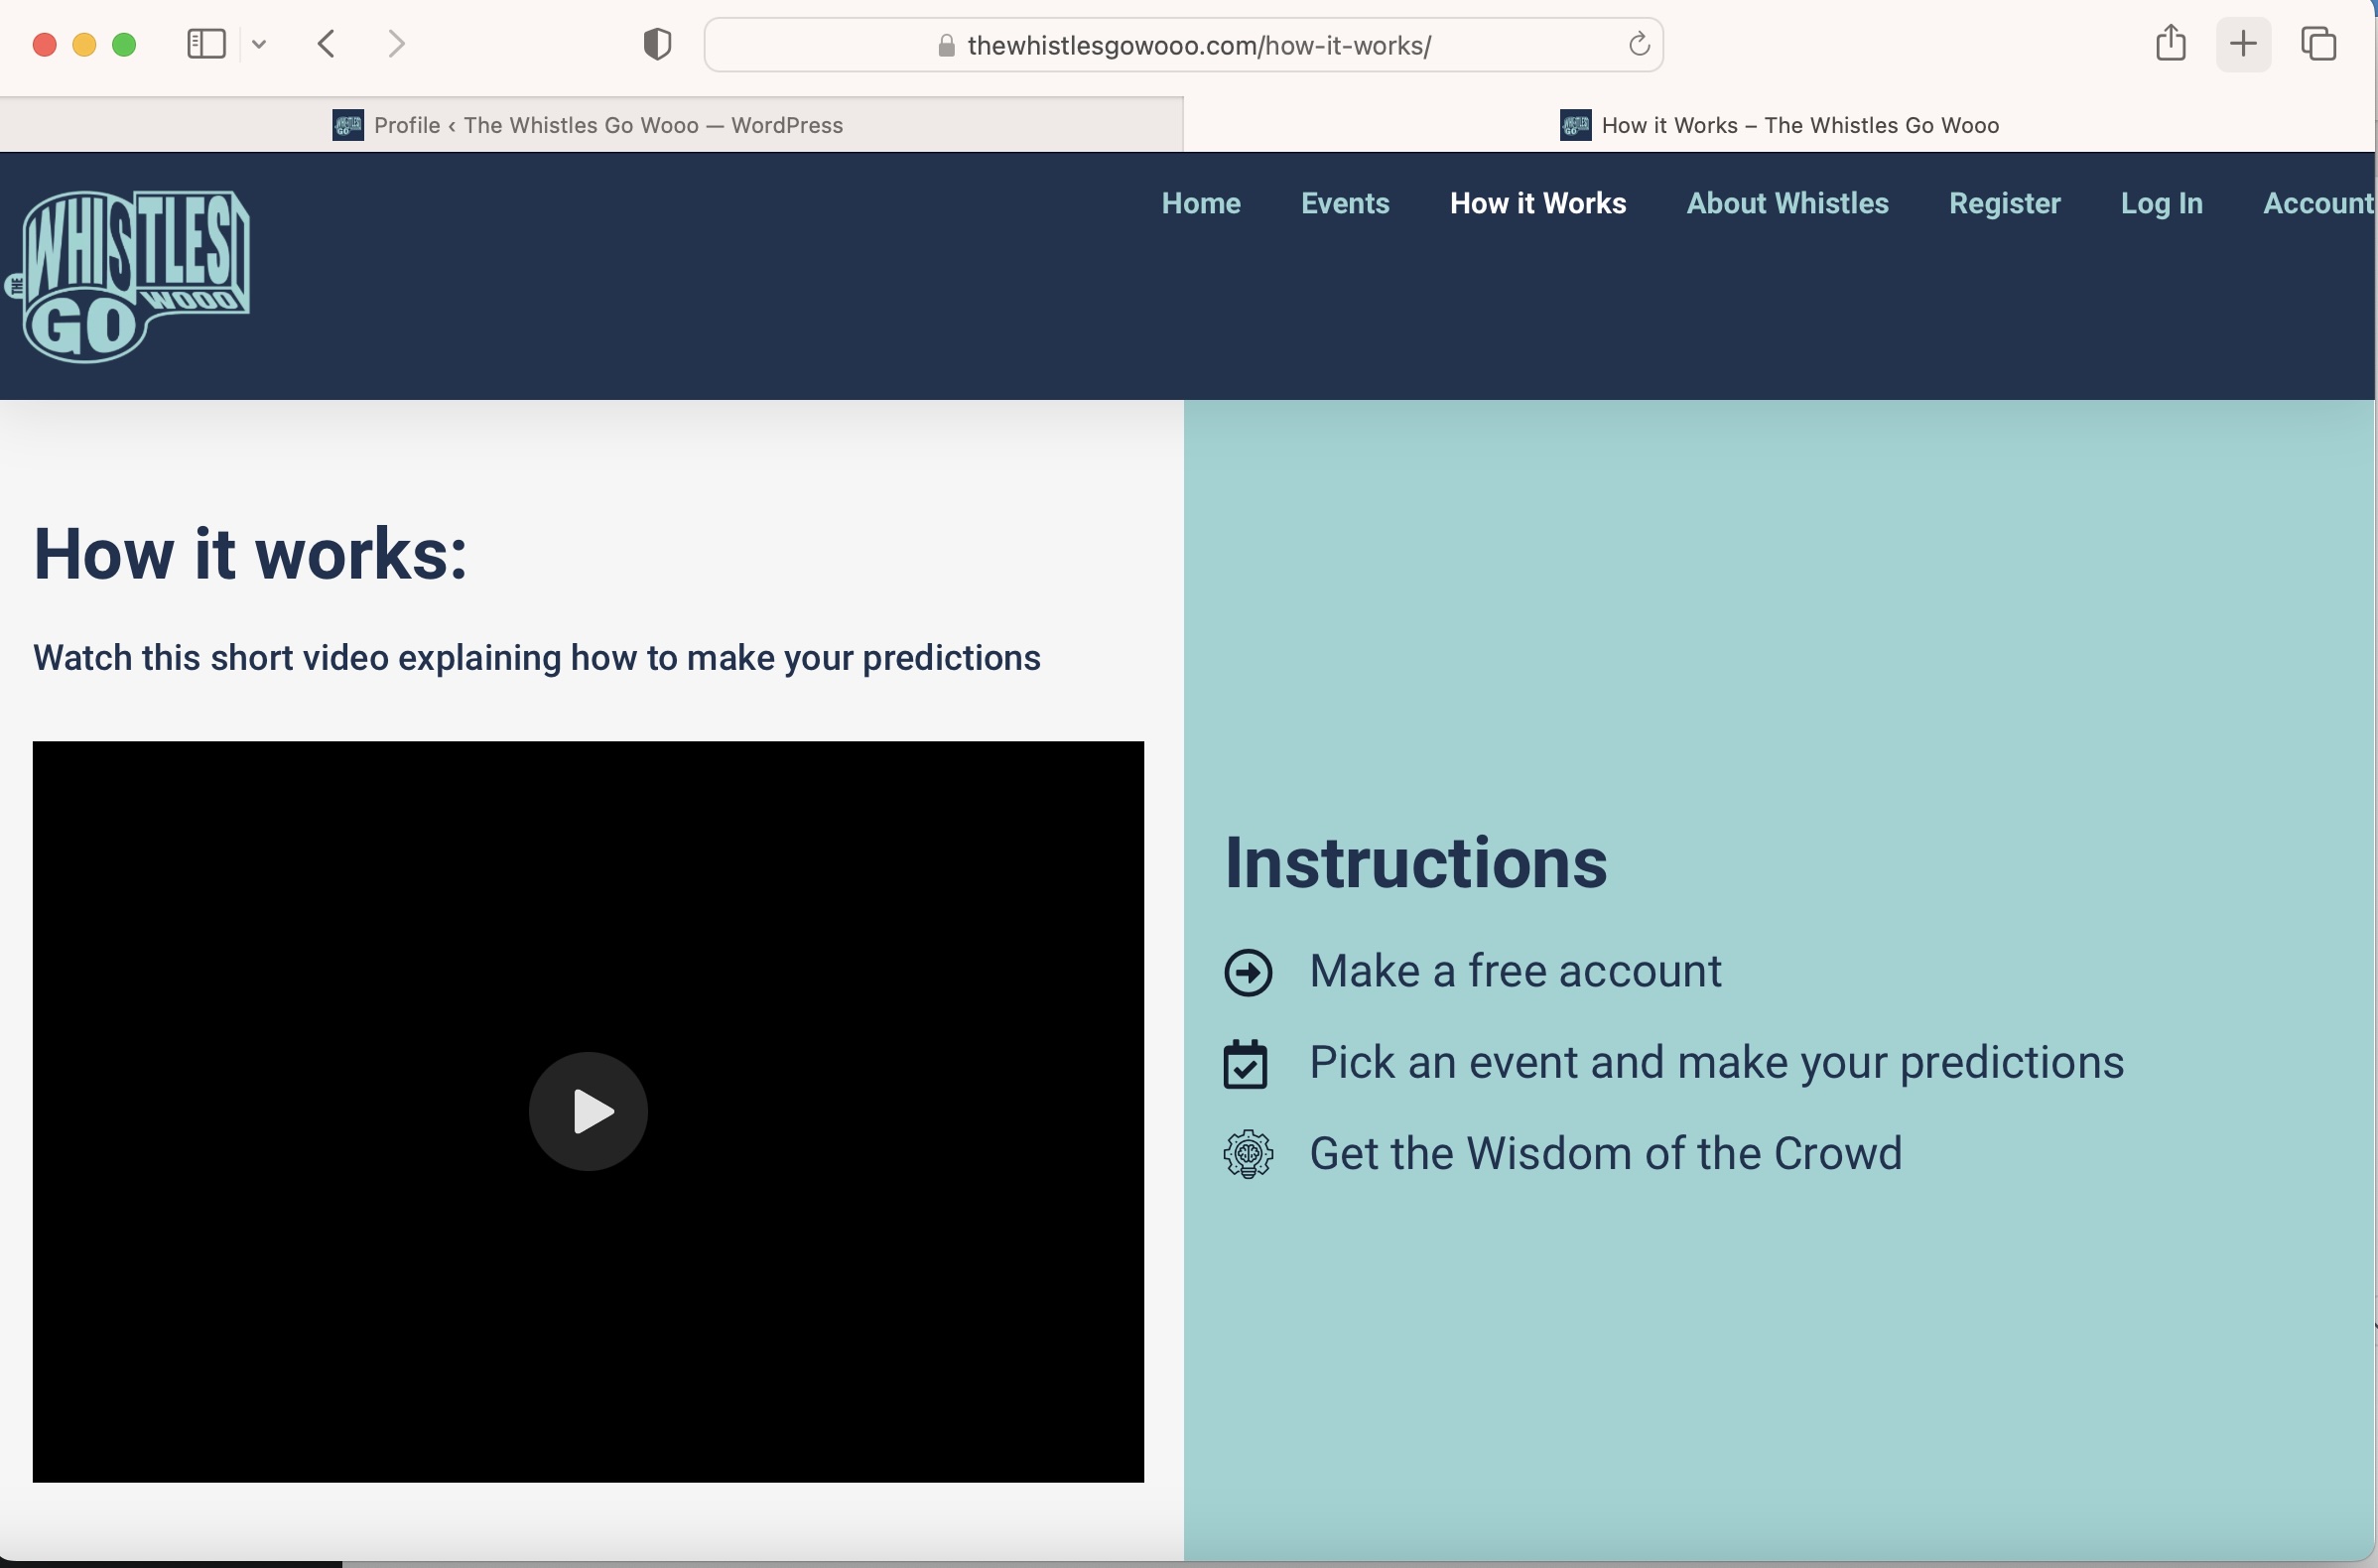 thewhistlesgowooo.com/how-it-works/
Profile ‹ The Whistles Go Wooo — WordPress
How it Works – The Whistles Go Wooo
THE WHISTLES
GO WOOO
Home Events How it Works About Whistles Register Log In Account
How it works:
Watch this short video explaining how to make your predictions
Instructions
Make a free account
Pick an event and make your predictions
Get the Wisdom of the Crowd